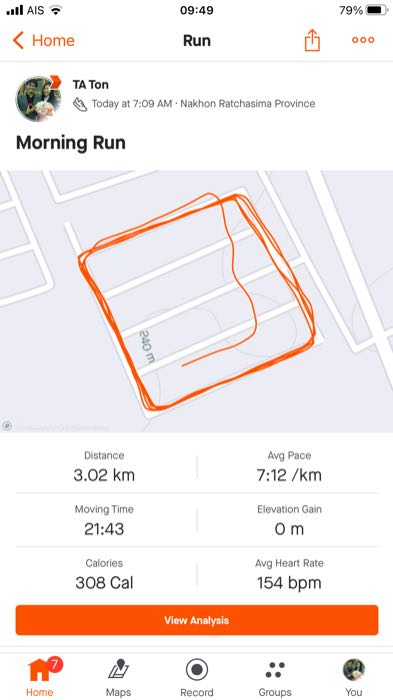 AIS 09:49 79%
Home Run
TA Ton
Today at 7:09 AM · Nakhon Ratchasima Province
Morning Run
240 m
Distance Avg Pace
3.02 km 7:12 /km
Moving Time Elevation Gain
21:43 0 m
Calories Avg Heart Rate
308 Cal 154 bpm
View Analysis
7
Home Maps Record Groups You